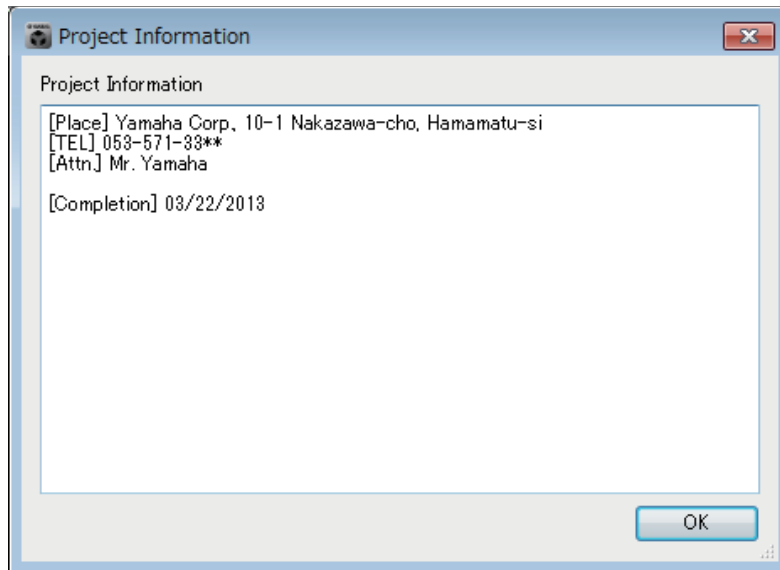 Project Information
Project Information
[Place] Yamaha Corp, 10-1 Nakazawa-cho, Hamamatu-si
[TEL] 053-571-33**
[Attn.] Mr. Yamaha
[Completion] 03/22/2013
OK